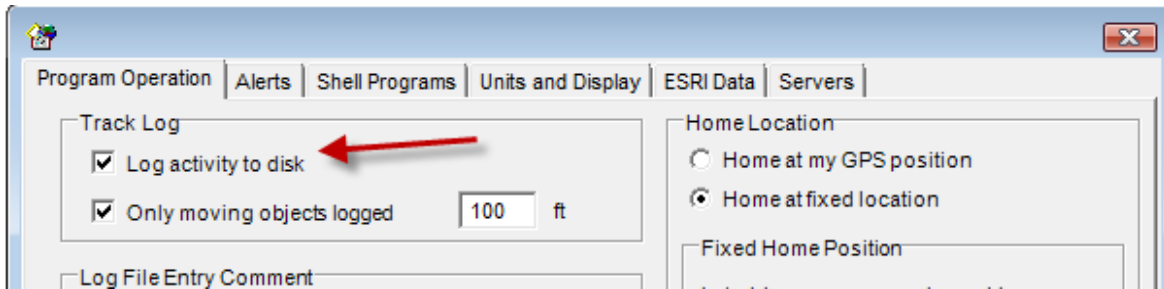 Program Operation Alerts Shell Programs Units and Display ESRI Data Servers
Track Log
Log activity to disk
Only moving objects logged 100 ft
Log File Entry Comment
Home Location
Home at my GPS position
Home at fixed location
Fixed Home Position